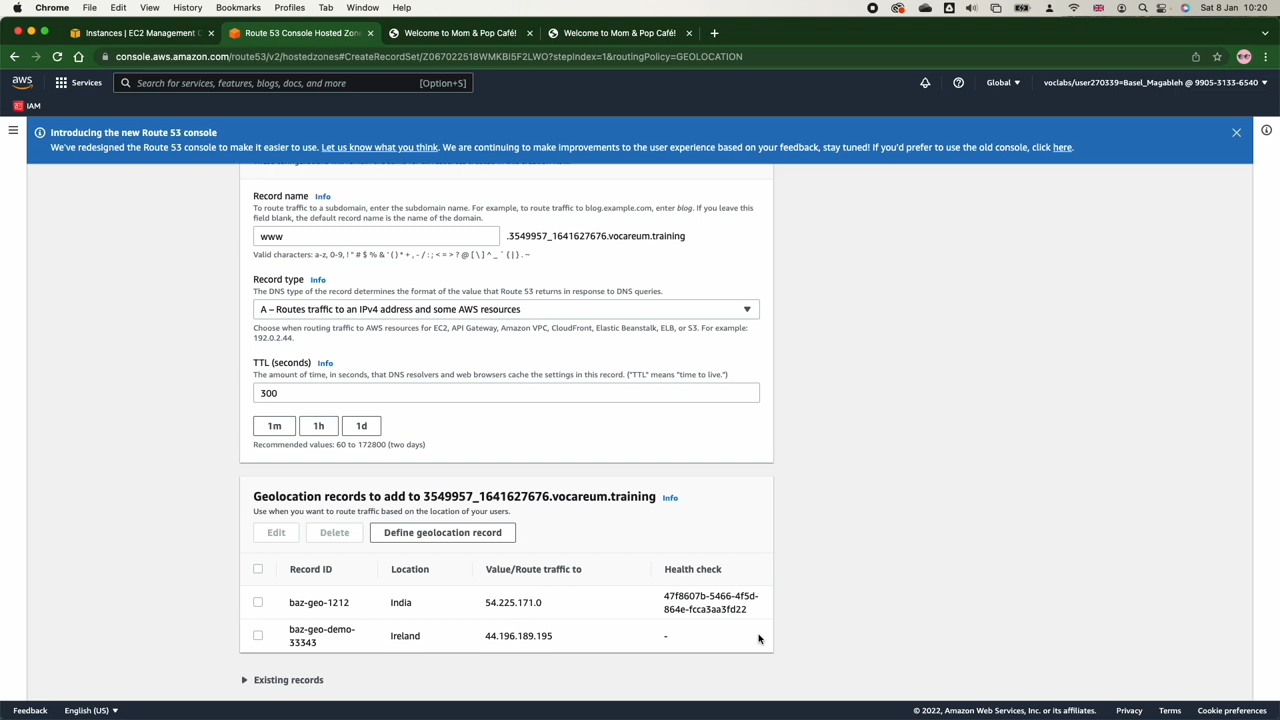 Chrome File Edit View History Bookmarks Profiles Tab Window Help Sat 8 Jan 10:20
Instances | EC2 Management C Route 53 Console Hosted Zone Welcome to Mom & Pop Café! Welcome to Mom & Pop Café!
console.aws.amazon.com/route53/v2/hostedzones#CreateRecordSet/Z067022518WMKBI5F2LWO?stepIndex=1&routingPolicy=GEOLOCATION
aws Services Search for services, features, blogs, docs, and more [Option+S] Global voclabs/user270339=Basel_Magableh @ 9905-3133-6540
IAM
Introducing the new Route 53 console
We've redesigned the Route 53 console to make it easier to use. Let us know what you think. We are continuing to make improvements to the user experience based on your feedback, stay tuned! If you'd prefer to use the old console, click here.
Record name Info
To route traffic to a subdomain, enter the subdomain name. For example, to route traffic to blog.example.com, enter blog. If you leave this
field blank, the default record name is the name of the domain.
www .3549957_1641627676.vocareum.training
Valid characters: a-z, 0-9, ! " # $ % & ' ( ) * + , - / : ; < = > ? @ [ \ ] ^ _ ` { | } . ~
Record type Info
The DNS type of the record determines the format of the value that Route 53 returns in response to DNS queries.
A – Routes traffic to an IPv4 address and some AWS resources
Choose when routing traffic to AWS resources for EC2, API Gateway, Amazon VPC, CloudFront, Elastic Beanstalk, ELB, or S3. For example:
192.0.2.44.
TTL (seconds) Info
The amount of time, in seconds, that DNS resolvers and web browsers cache the settings in this record. ("TTL" means "time to live.")
300
1m 1h 1d
Recommended values: 60 to 172800 (two days)
Geolocation records to add to 3549957_1641627676.vocareum.training Info
Use when you want to route traffic based on the location of your users.
Edit Delete Define geolocation record
Record ID Location Value/Route traffic to Health check
baz-geo-1212 India 54.225.171.0 47f8607b-5466-4f5d-
864e-fcca3aa3fd22
baz-geo-demo- Ireland 44.196.189.195 -
33343
Existing records
Feedback English (US) © 2022, Amazon Web Services, Inc. or its affiliates. Privacy Terms Cookie preferences